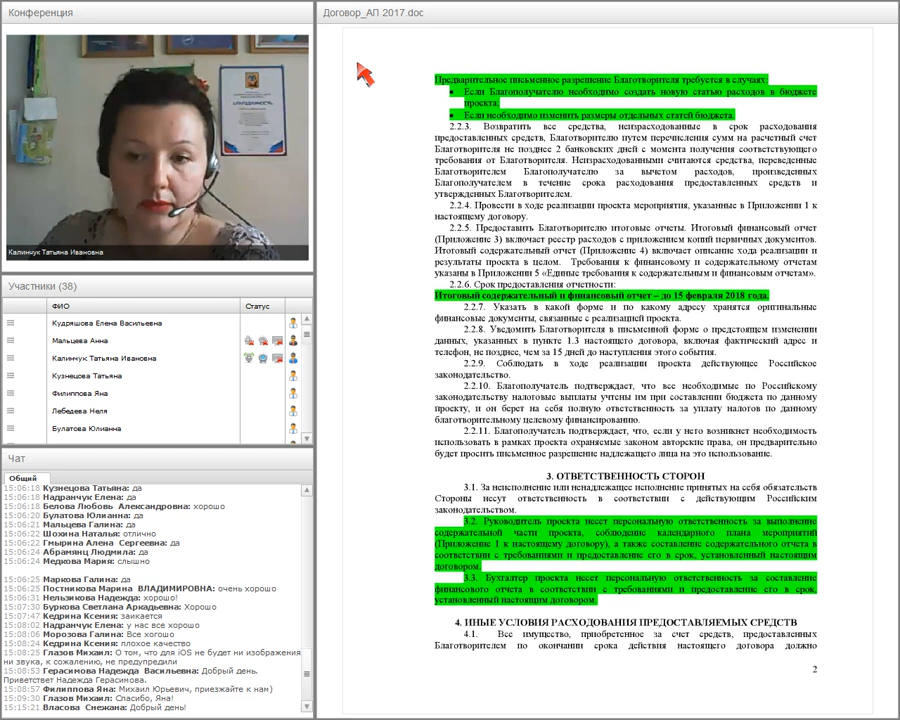 Конференция
БЛАГОДАРНОСТЬ
Калинчук Татьяна Ивановна
Участники (38)
ФИО
Статус
Кудряшова Елена Васильевна
Мальцева Анна
Калинчук Татьяна Ивановна
Кузнецова Татьяна
Филиппова Яна
Лебедева Неля
Булатова Юлианна
Чат
Общий
15:06:18 Кузнецова Татьяна: да
15:06:18 Надранчук Елена: да
15:06:18 Белова Любовь Александровна: хорошо
15:06:20 Булатова Юлианна: да
15:06:21 Мальцева Галина: да
15:06:22 Шохина Наталья: отлично
15:06:22 Гмырина Алена Сергеевна: да
15:06:24 Абрамянц Людмила: да
15:06:24 Медкова Мария: слышно
15:06:25 Маркова Галина: да
15:06:25 Постникова Марина ВЛАДИМИРОВНА: очень хорошо
15:06:31 Нельзикова Надежда: хорошо!
15:07:30 Буркова Светлана Аркадьевна: Хорошо
15:07:47 Кедрина Ксения: заикается
15:08:02 Надранчук Елена: у нас все хорошо
15:08:06 Морозова Галина: Все хогошо
15:08:24 Кедрина Ксения: плохое качество
15:08:25 Глазов Михаил: О том, что для iOS не будет ни изображения,
ни звука, к сожалению, не предупредили
15:08:53 Герасимова Надежда Васильевна: Добрый день.
Приветствет Надежда Герасимова.
15:08:57 Филиппова Яна: Михаил Юрьевич, приезжайте к нам)
15:09:30 Глазов Михаил: Спасибо, Яна!
15:15:21 Власова Снежана: Добрый день!
Договор_АП 2017.doc
Предварительное письменное разрешение Благотворителя требуется в случаях:
• Если Благополучателю необходимо создать новую статью расходов в бюджете
проекта;
• Если необходимо изменить размеры отдельных статей бюджета.
2.2.3. Возвратить все средства, неизрасходованные в срок расходования
предоставленных средств, Благотворителю путем перечисления сумм на расчетный счет
Благотворителя не позднее 2 банковских дней с момента получения соответствующего
требования от Благотворителя. Неизрасходованными считаются средства, переведенные
Благотворителем Благополучателю за вычетом расходов, произведенных
Благополучателем в течение срока расходования предоставленных средств и
утвержденных Благотворителем.
2.2.4. Провести в ходе реализации проекта мероприятия, указанные в Приложении 1 к
настоящему договору.
2.2.5. Предоставить Благотворителю итоговые отчеты. Итоговый финансовый отчет
(Приложение 3) включает реестр расходов с приложением копий первичных документов.
Итоговый содержательный отчет (Приложение 4) включает описание хода реализации и
результаты проекта в целом. Требования к финансовому и содержательному отчетам
указаны в Приложении 5 «Единые требования к содержательным и финансовым отчетам».
2.2.6. Срок предоставления отчетности:
Итоговый содержательный и финансовый отчет – до 15 февраля 2018 года.
2.2.7. Указать в какой форме и по какому адресу хранятся оригинальные
финансовые документы, связанные с реализацией проекта.
2.2.8. Уведомить Благотворителя в письменной форме о предстоящем изменении
данных, указанных в пункте 1.3 настоящего договора, включая фактический адрес и
телефон, не позднее, чем за 15 дней до наступления этого события.
2.2.9. Соблюдать в ходе реализации проекта действующее Российское
законодательство.
2.2.10. Благополучатель подтверждает, что все необходимые по Российскому
законодательству налоговые выплаты учтены им при составлении бюджета по данному
проекту, и он берет на себя полную ответственность за уплату налогов по данному
благотворительному целевому финансированию.
2.2.11. Благополучатель подтверждает, что, если у него возникнет необходимость
использовать в рамках проекта охраняемые законом авторские права, он предварительно
будет просить письменное разрешение надлежащего лица на это использование.
3. ОТВЕТСТВЕННОСТЬ СТОРОН
3.1. За неисполнение или ненадлежащее исполнение принятых на себя обязательств
Стороны несут ответственность в соответствии с действующим Российским
законодательством.
3.2. Руководитель проекта несет персональную ответственность за выполнение
содержательной части проекта, соблюдение календарного плана мероприятий
(Приложение 1 к настоящему договору), а также составление содержательного отчета в
соответствии с требованиями и предоставление его в срок, установленный настоящим
договором.
3.3. Бухгалтер проекта несет персональную ответственность за составление
финансового отчета в соответствии с требованиями и предоставление его в срок,
установленный настоящим договором.
4. ИНЫЕ УСЛОВИЯ РАСХОДОВАНИЯ ПРЕДОСТАВЛЯЕМЫХ СРЕДСТВ
4.1. Все имущество, приобретенное за счет средств, предоставленных
Благотворителем по окончании срока действия настоящего договора должно
2